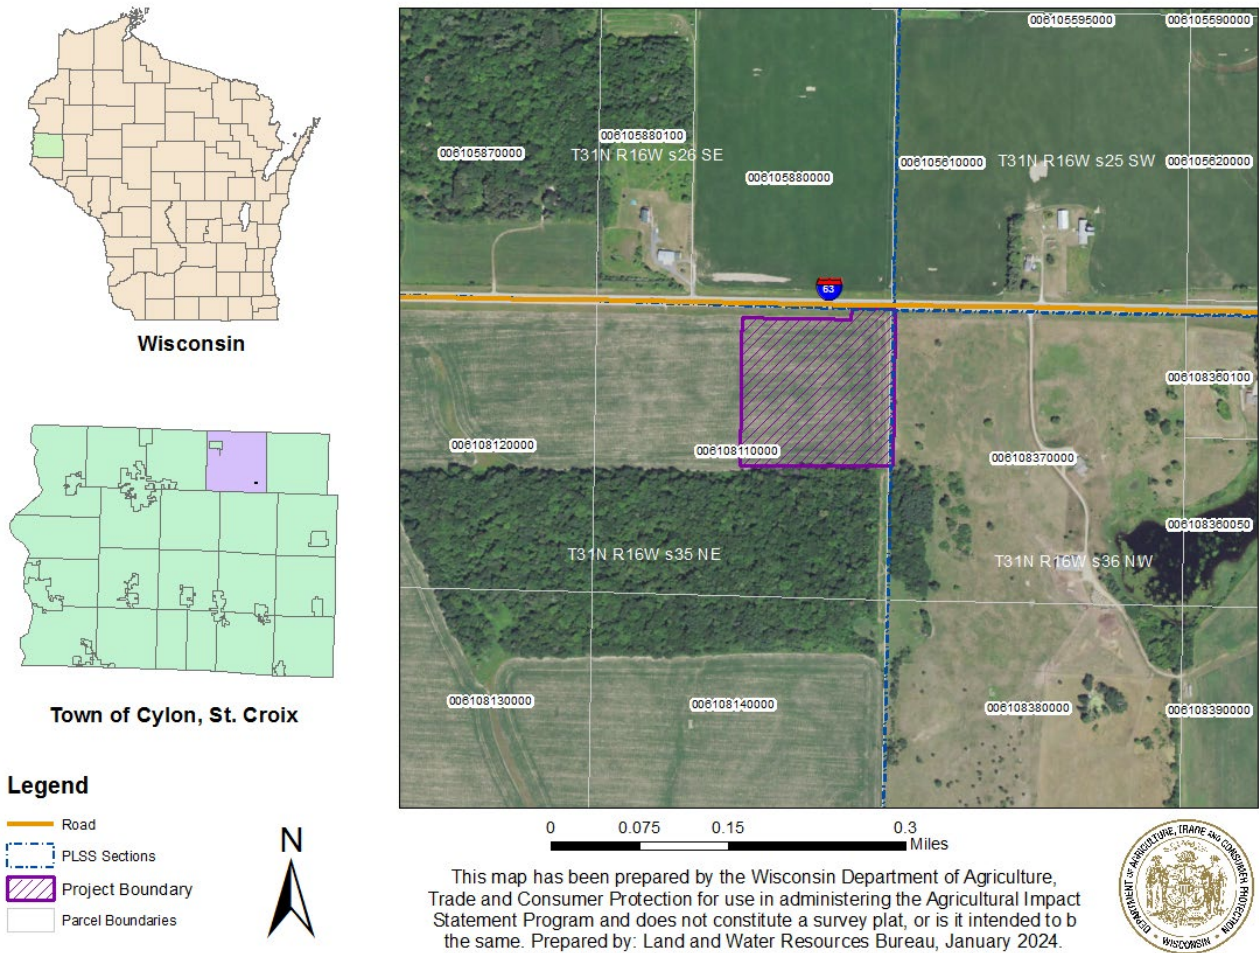 Wisconsin
Town of Cylon, St. Croix
Legend
Road
PLSS Sections
Project Boundary
Parcel Boundaries
N
006105595000
006105590000
006105880100
006105870000
T31N R16W s26 SE
006105880000
006105610000
T31N R16W s25 SW
006105620000
63
006108360100
006108120000
006108110000
006108370000
006108360050
T31N R16W s35 NE
T31N R16W s36 NW
006108130000
006108140000
006108380000
006108390000
0 0.075 0.15 0.3
Miles
This map has been prepared by the Wisconsin Department of Agriculture,
Trade and Consumer Protection for use in administering the Agricultural Impact
Statement Program and does not constitute a survey plat, or is it intended to b
the same. Prepared by: Land and Water Resources Bureau, January 2024.
DEPARTMENT OF AGRICULTURE, TRADE AND CONSUMER PROTECTION
WISCONSIN